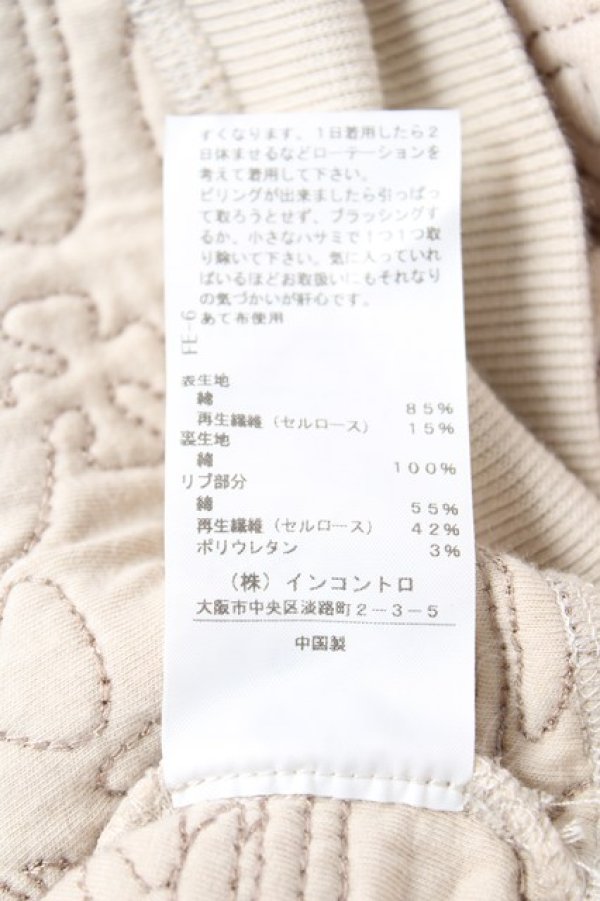 すくなります。1日着用したら2
日休ませるなどローテーションを
考えて着用して下さい。
ピリングが出来ましたら引っぱっ
て取ろうとせず、ブラッシングす
るか、小さなハサミで1つ1つ取
り除いて下さい。気に入っていれ
ばいるほどお取扱いにもそれなり
の気づかいが肝心です。
あて布使用
FE-6
表生地
綿 85%
再生繊維(セルロース) 15%
裏生地
綿 100%
リブ部分
綿 55%
再生繊維(セルロース) 42%
ポリウレタン 3%
(株)インコントロ
大阪市中央区淡路町2-3-5
中国製